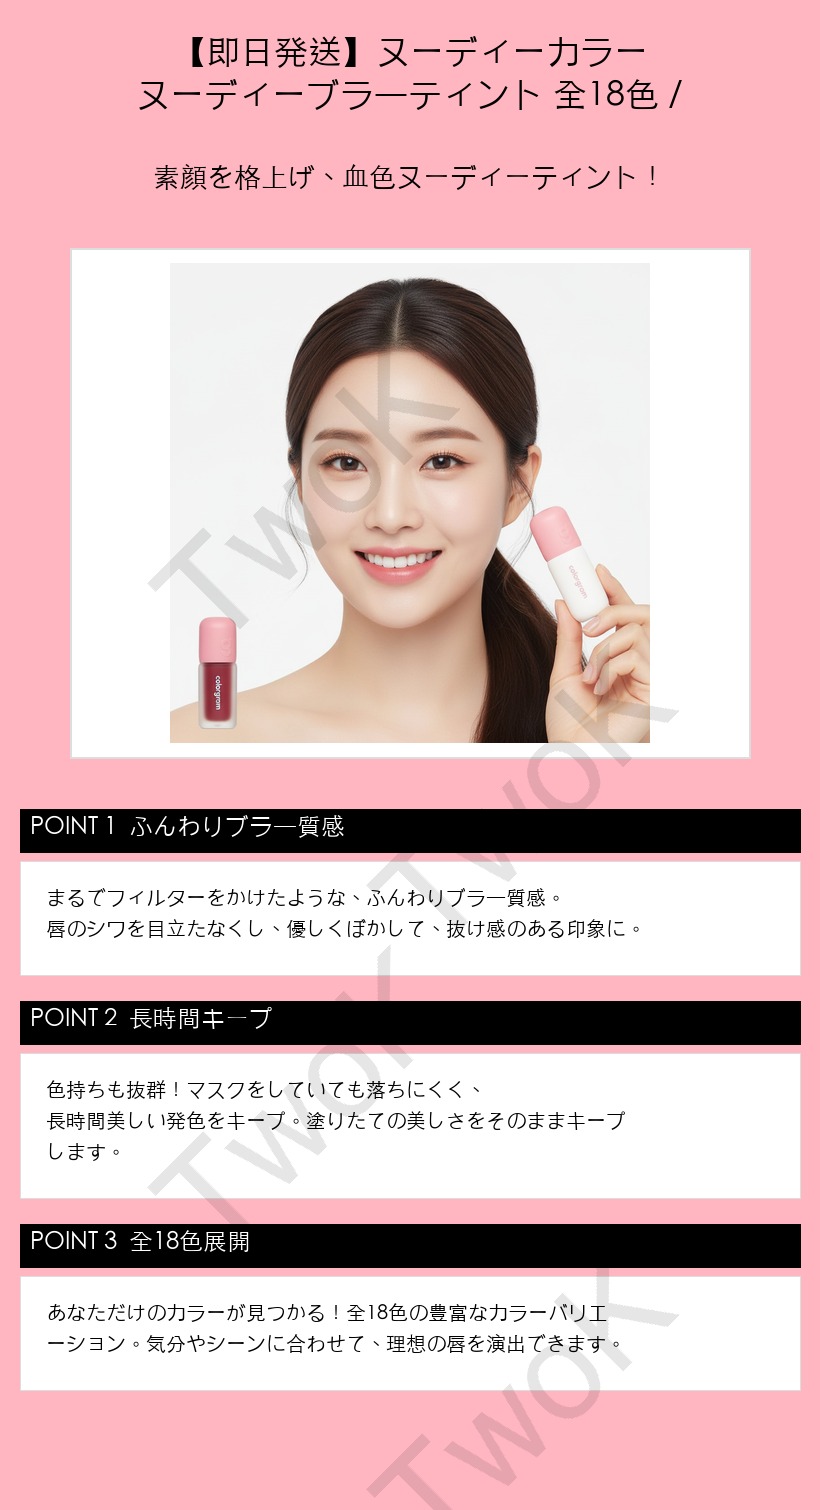 【即日発送】ヌーディーカラー
ヌーディーブラーティント 全18色 /
素顔を格上げ、血色ヌーディーティント！
colorgram
colorgram
POINT 1 ふんわりブラー質感
まるでフィルターをかけたような、ふんわりブラー質感。
唇のシワを目立たなくし、優しくぼかして、抜け感のある印象に。
POINT 2 長時間キープ
色持ちも抜群！マスクをしていても落ちにくく、
長時間美しい発色をキープ。塗りたての美しさをそのままキープ
します。
POINT 3 全18色展開
あなただけのカラーが見つかる！全18色の豊富なカラーバリエ
ーション。気分やシーンに合わせて、理想の唇を演出できます。
TwoK
TwoK
TwoK
TwoK